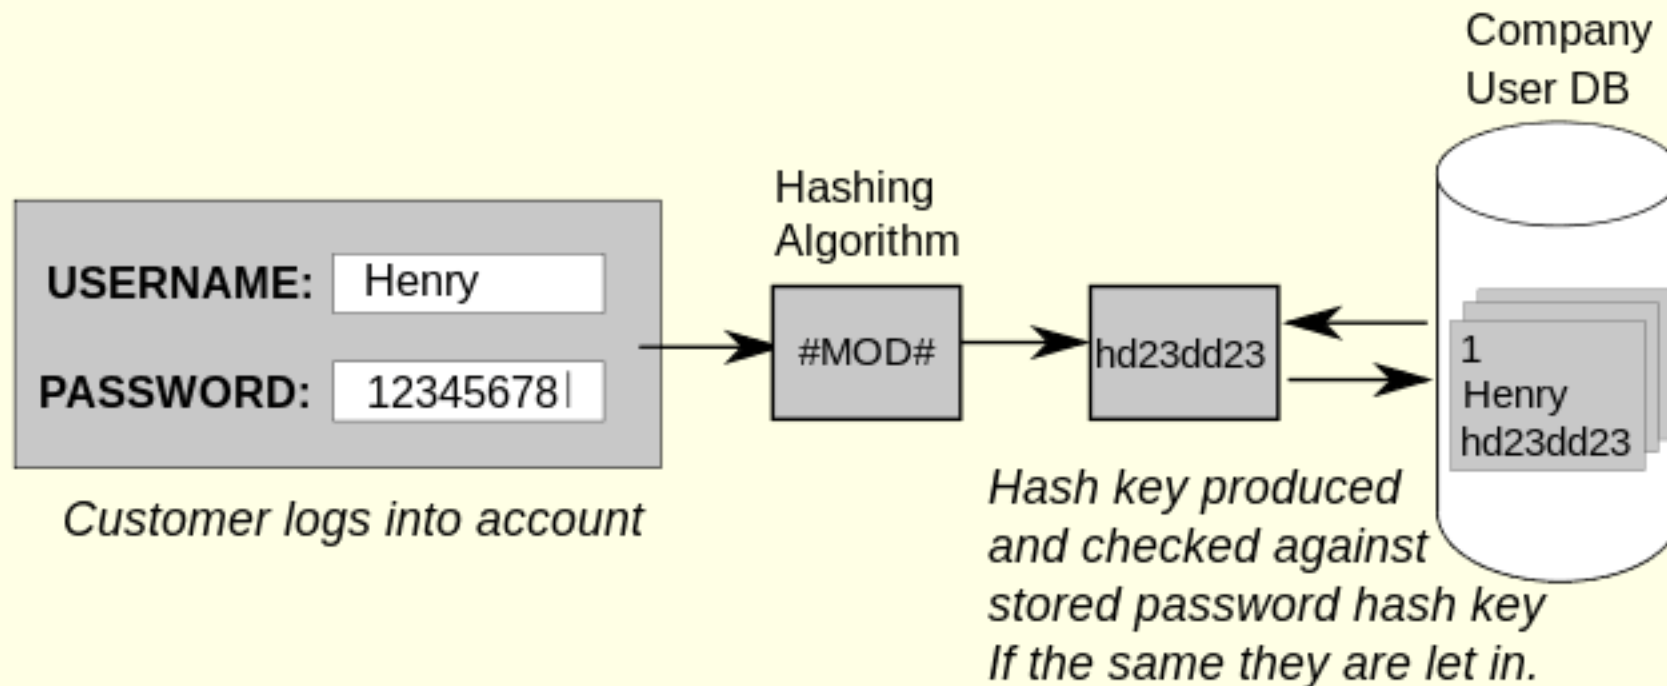 Company
User DB
Hashing
Algorithm
USERNAME: Henry
PASSWORD: 12345678
#MOD#
hd23dd23
1
Henry
hd23dd23
Customer logs into account
Hash key produced
and checked against
stored password hash key
If the same they are let in.